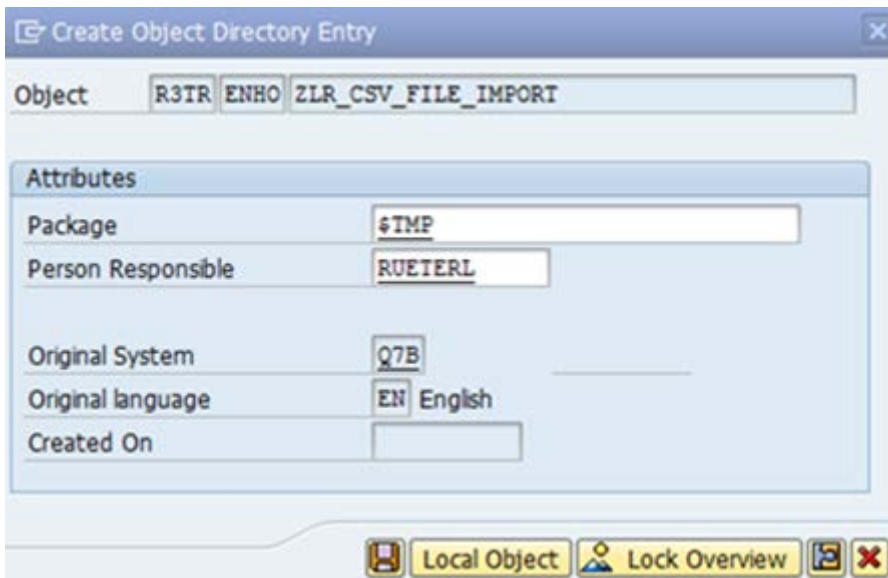 Create Object Directory Entry
Object R3TR ENHO ZLR_CSV_FILE_IMPORT
Attributes
Package $TMP
Person Responsible RUETERL
Original System Q7B
Original language EN English
Created On
Local Object Lock Overview